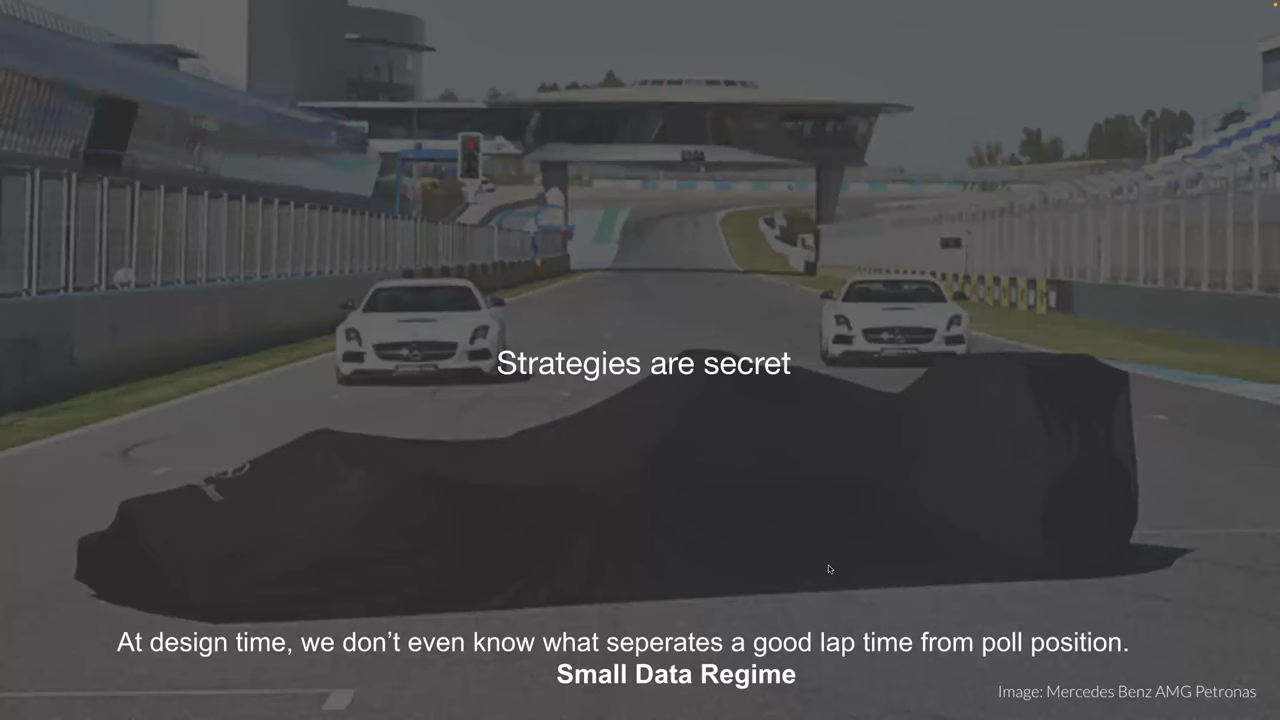 Strategies are secret
At design time, we don't even know what seperates a good lap time from poll position.
Small Data Regime
Image: Mercedes Benz AMG Petronas